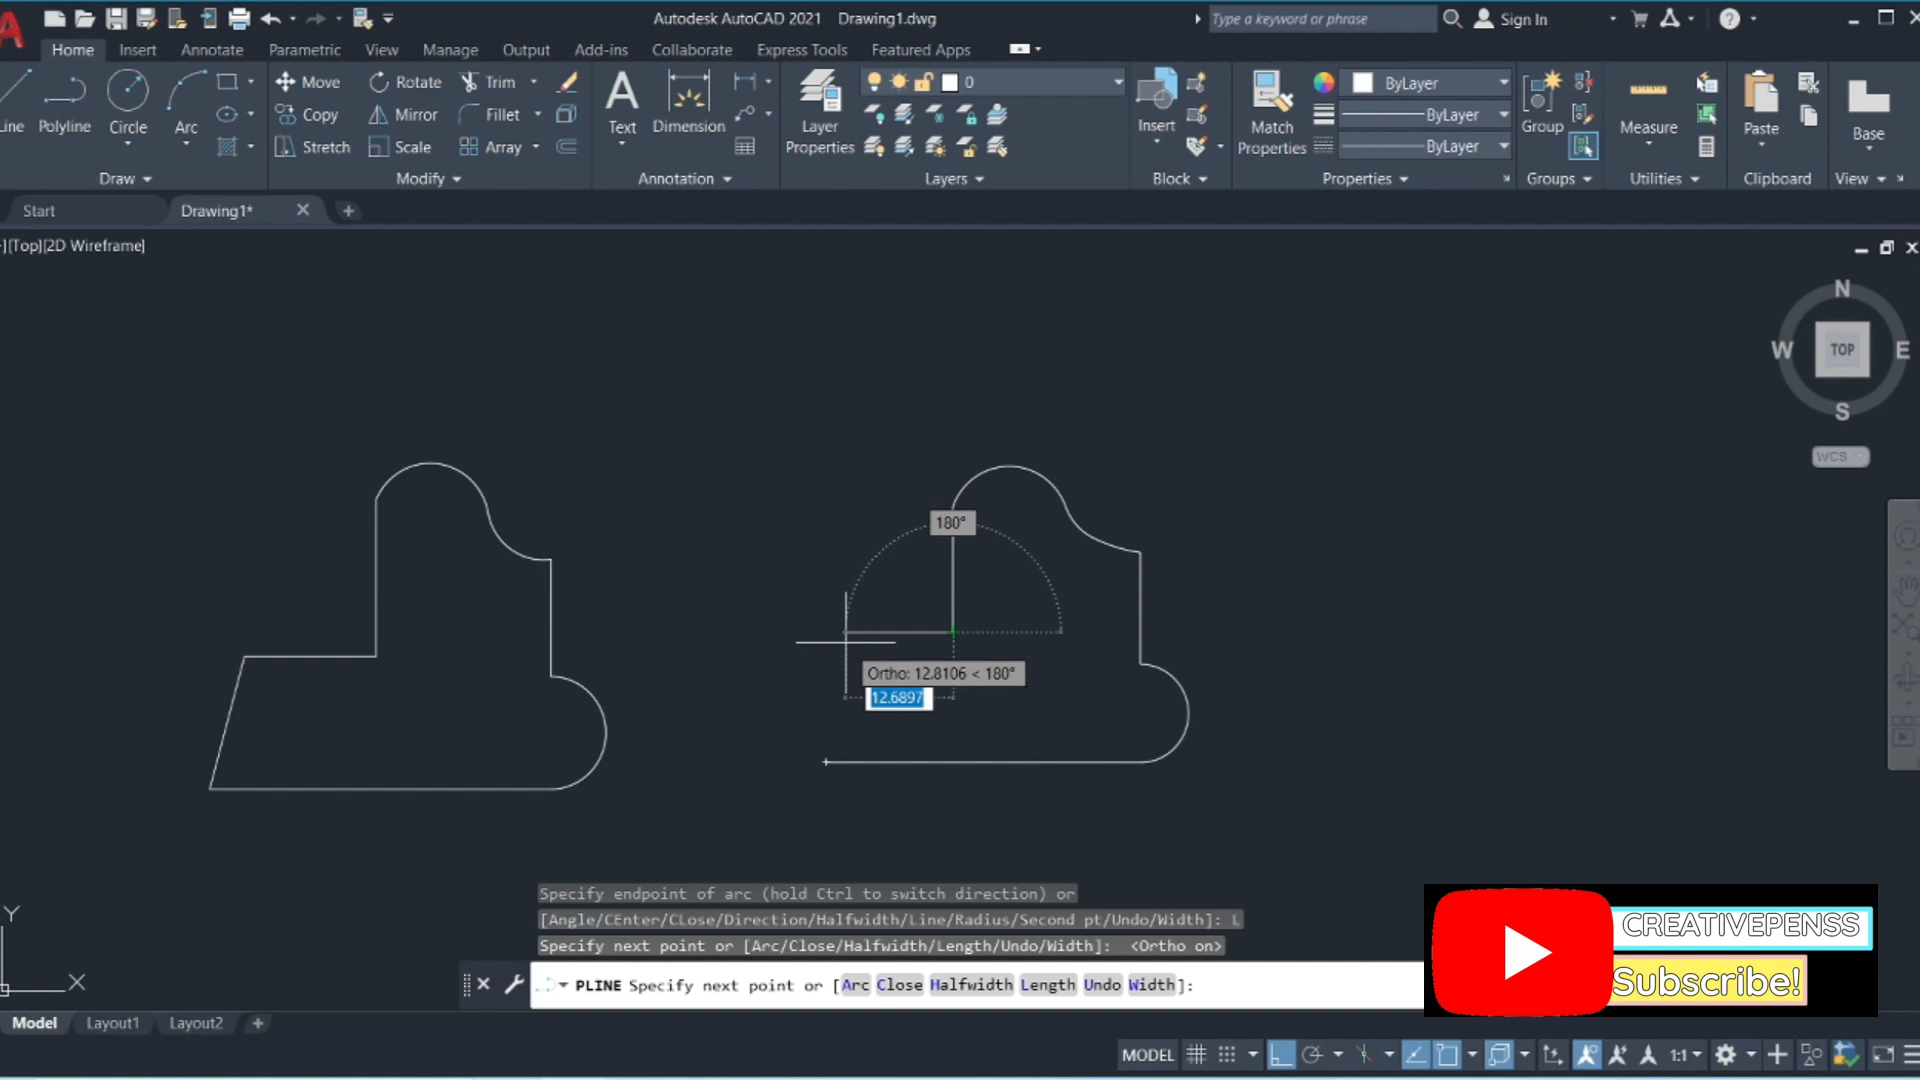 Autodesk AutoCAD 2021 Drawing1.dwg
Type a keyword or phrase
Sign In
Home Insert Annotate Parametric View Manage Output Add-ins Collaborate Express Tools Featured Apps
Move Rotate Trim 0 ByLayer
Line Polyline Circle Arc Copy Mirror Fillet Text Dimension Layer Properties Insert Match Properties ByLayer Group Measure Paste Base
Stretch Scale Array ByLayer
Draw Modify Annotation Layers Block Properties Groups Utilities Clipboard View
Start Drawing1*
][Top][2D Wireframe]
N
W TOP E
S
WCS
180°
Ortho: 12.8106 < 180°
12.6897
Specify endpoint of arc (hold Ctrl to switch direction) or
[Angle/CEnter/CLose/Direction/Halfwidth/Line/Radius/Second pt/Undo/Width]: L
Specify next point or [Arc/Close/Halfwidth/Length/Undo/Width]: <Ortho on>
PLINE Specify next point or [Arc Close Halfwidth Length Undo Width]:
Y
X
CREATIVEPENSS
Subscribe!
Model Layout1 Layout2
MODEL 1:1